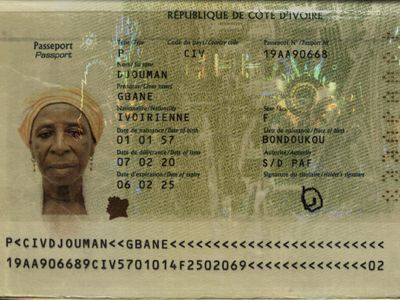 RÉPUBLIQUE DE CÔTE D'IVOIRE
Passeport
Passport
Type/Type
Code du pays/Country code
Passeport N°/Passport N°
P
CIV
19AA90668
Nom/Surname
DJOUMAN
Prénoms/Given names
GBANE
Nationalité/Nationality
Sexe/Sex
IVOIRIENNE
F
Date de naissance/Date of birth
Lieu de naissance/Place of birth
01 01 57
BONDOUKOU
Date de délivrance/Date of issue
Autorité/Authority
07 02 20
S/D PAF
Date d'expiration/Date of expiry
Signature du titulaire/Holder's signature
06 02 25
P<CIVDJOUMAN<<GBANE<<<<<<<<<<<<<<<<<<<<<<<<<
19AA906689CIV5701014F2502069<<<<<<<<<<<<<<02